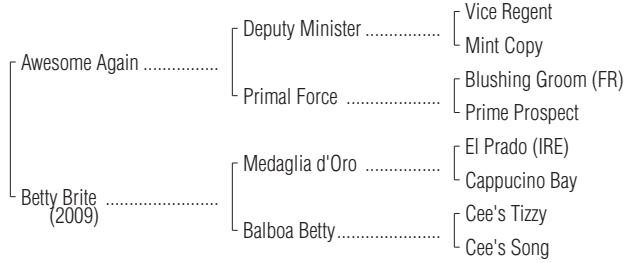 Vice Regent
Deputy Minister ..................
Mint Copy
Awesome Again ...............
Blushing Groom (FR)
Primal Force ...................
Prime Prospect
El Prado (IRE)
Medaglia d'Oro ...............
Cappucino Bay
Betty Brite ......................
(2009)
Cee's Tizzy
Balboa Betty.....................
Cee's Song